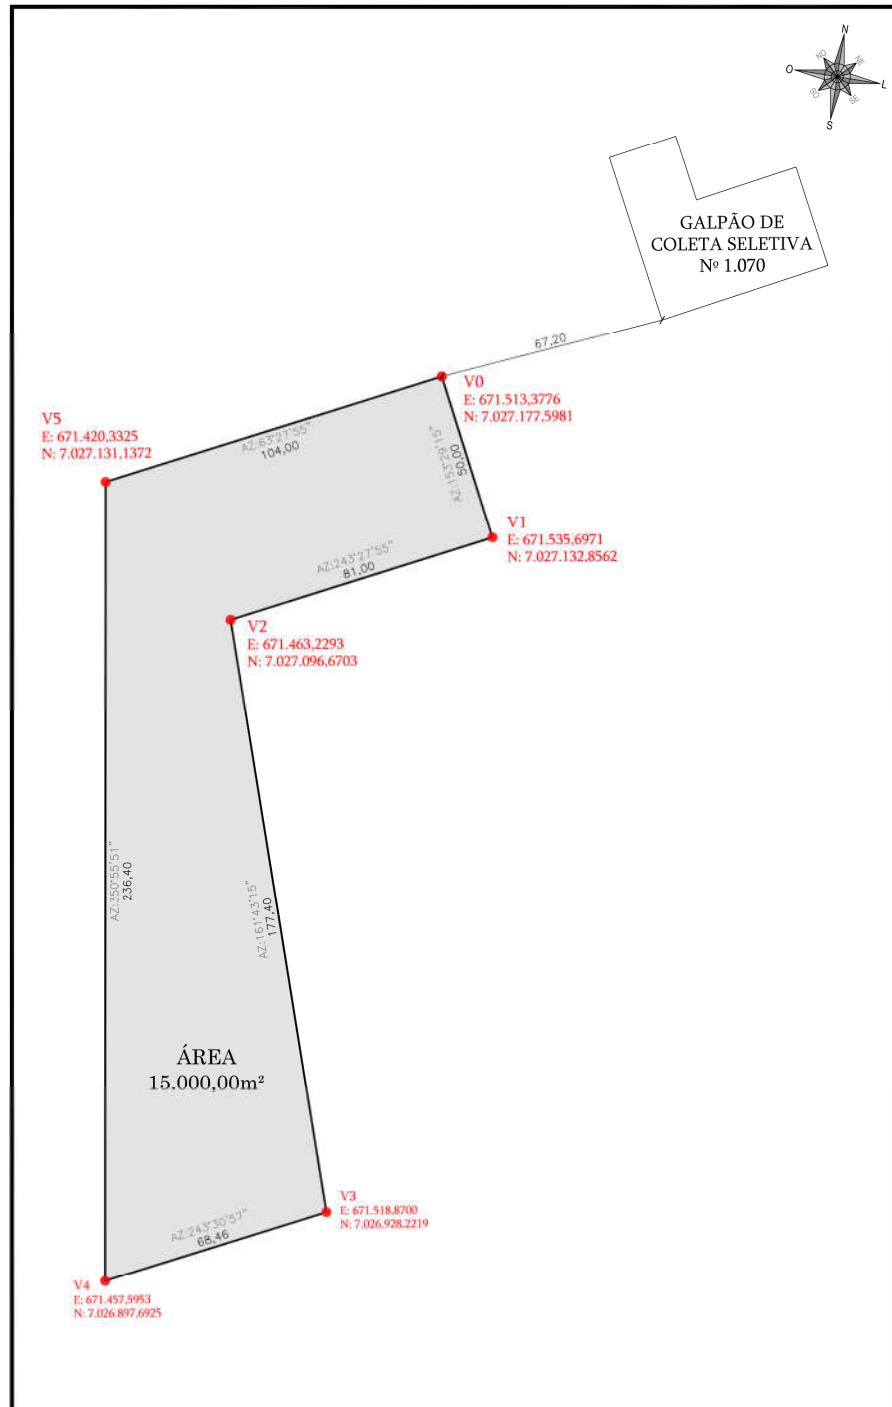 N
NO
NE
O
L
SO
SE
S
GALPÃO DE
COLETA SELETIVA
Nº 1.070
67,20
V0
E: 671.513,3776
N: 7.027.177,5981
V5
E: 671.420,3325
N: 7.027.131,1372
AZ:63°27'55"
104,00
AZ:153°29'15"
50,00
V1
E: 671.535,6971
N: 7.027.132,8562
AZ:243°27'55"
81,00
V2
E: 671.463,2293
N: 7.027.096,6703
AZ:350°55'51"
236,40
AZ:161°43'15"
177,40
ÁREA
15.000,00m²
V3
E: 671.518,8700
N: 7.026.928,2219
AZ:243°30'57"
68,46
V4
E: 671.457,5953
N: 7.026.897,6925